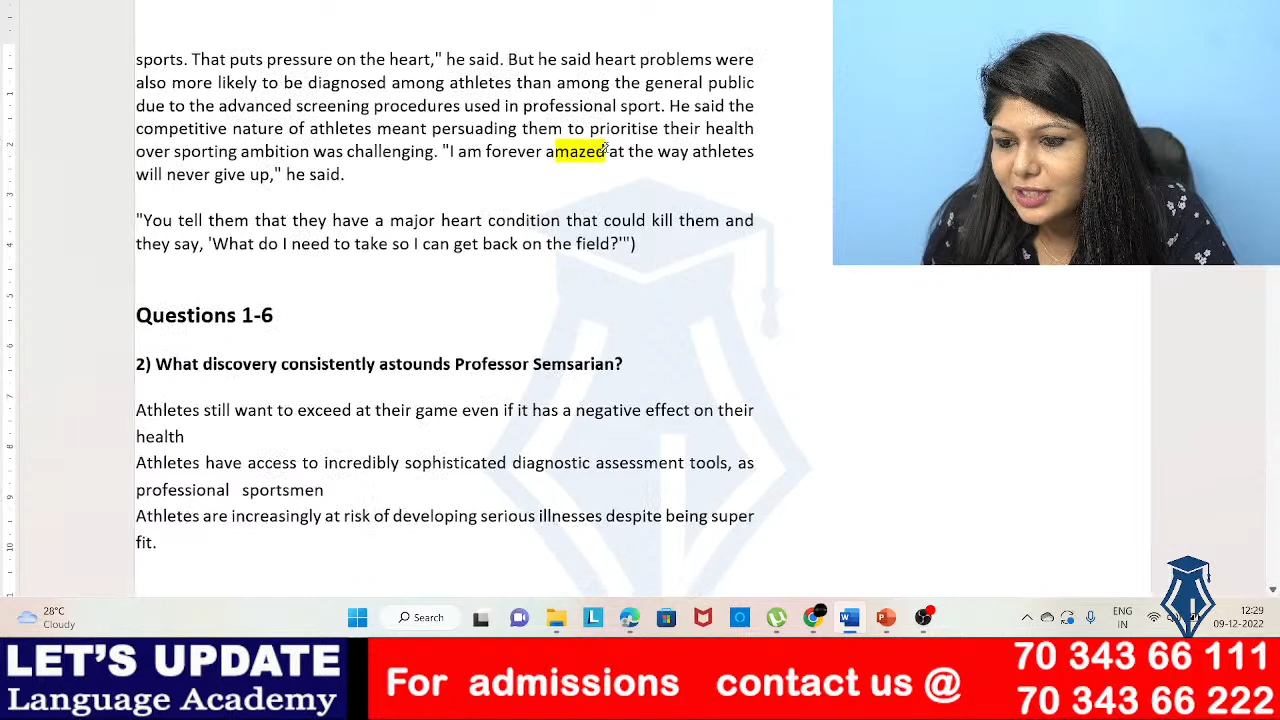 sports. That puts pressure on the heart," he said. But he said heart problems were
also more likely to be diagnosed among athletes than among the general public
due to the advanced screening procedures used in professional sport. He said the
competitive nature of athletes meant persuading them to prioritise their health
over sporting ambition was challenging. "I am forever amazed at the way athletes
will never give up," he said.
"You tell them that they have a major heart condition that could kill them and
they say, 'What do I need to take so I can get back on the field?'")
Questions 1-6
2) What discovery consistently astounds Professor Semsarian?
Athletes still want to exceed at their game even if it has a negative effect on their
health
Athletes have access to incredibly sophisticated diagnostic assessment tools, as
professional sportsmen
Athletes are increasingly at risk of developing serious illnesses despite being super
fit.
28°C
Cloudy
Search
ENG
IN
12:29
09-12-2022
LET'S UPDATE
Language Academy
For admissions contact us @
70 343 66 111
70 343 66 222